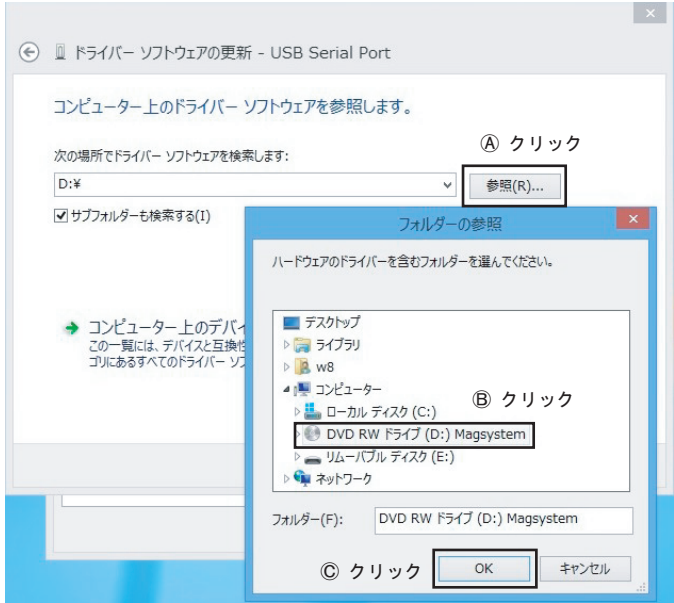 ドライバー ソフトウェアの更新 - USB Serial Port
コンピューター上のドライバー ソフトウェアを参照します。
Ⓐ クリック
次の場所でドライバー ソフトウェアを検索します:
D:¥
参照(R)...
サブフォルダーも検索する(I)
フォルダーの参照
ハードウェアのドライバーを含むフォルダーを選んでください。
デスクトップ
ライブラリ
w8
コンピューター
Ⓑ クリック
ローカル ディスク (C:)
DVD RW ドライブ (D:) Magsystem
リムーバブル ディスク (E:)
ネットワーク
コンピューター上のデバイ
この一覧には、デバイスと互換性
ゴリにあるすべてのドライバー ソフ
フォルダー(F):
DVD RW ドライブ (D:) Magsystem
Ⓒ クリック
OK
キャンセル